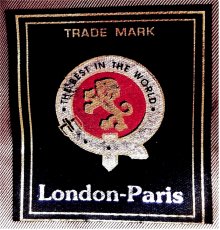 TRADE MARK
· THE BEST IN THE WORLD ·
London-Paris